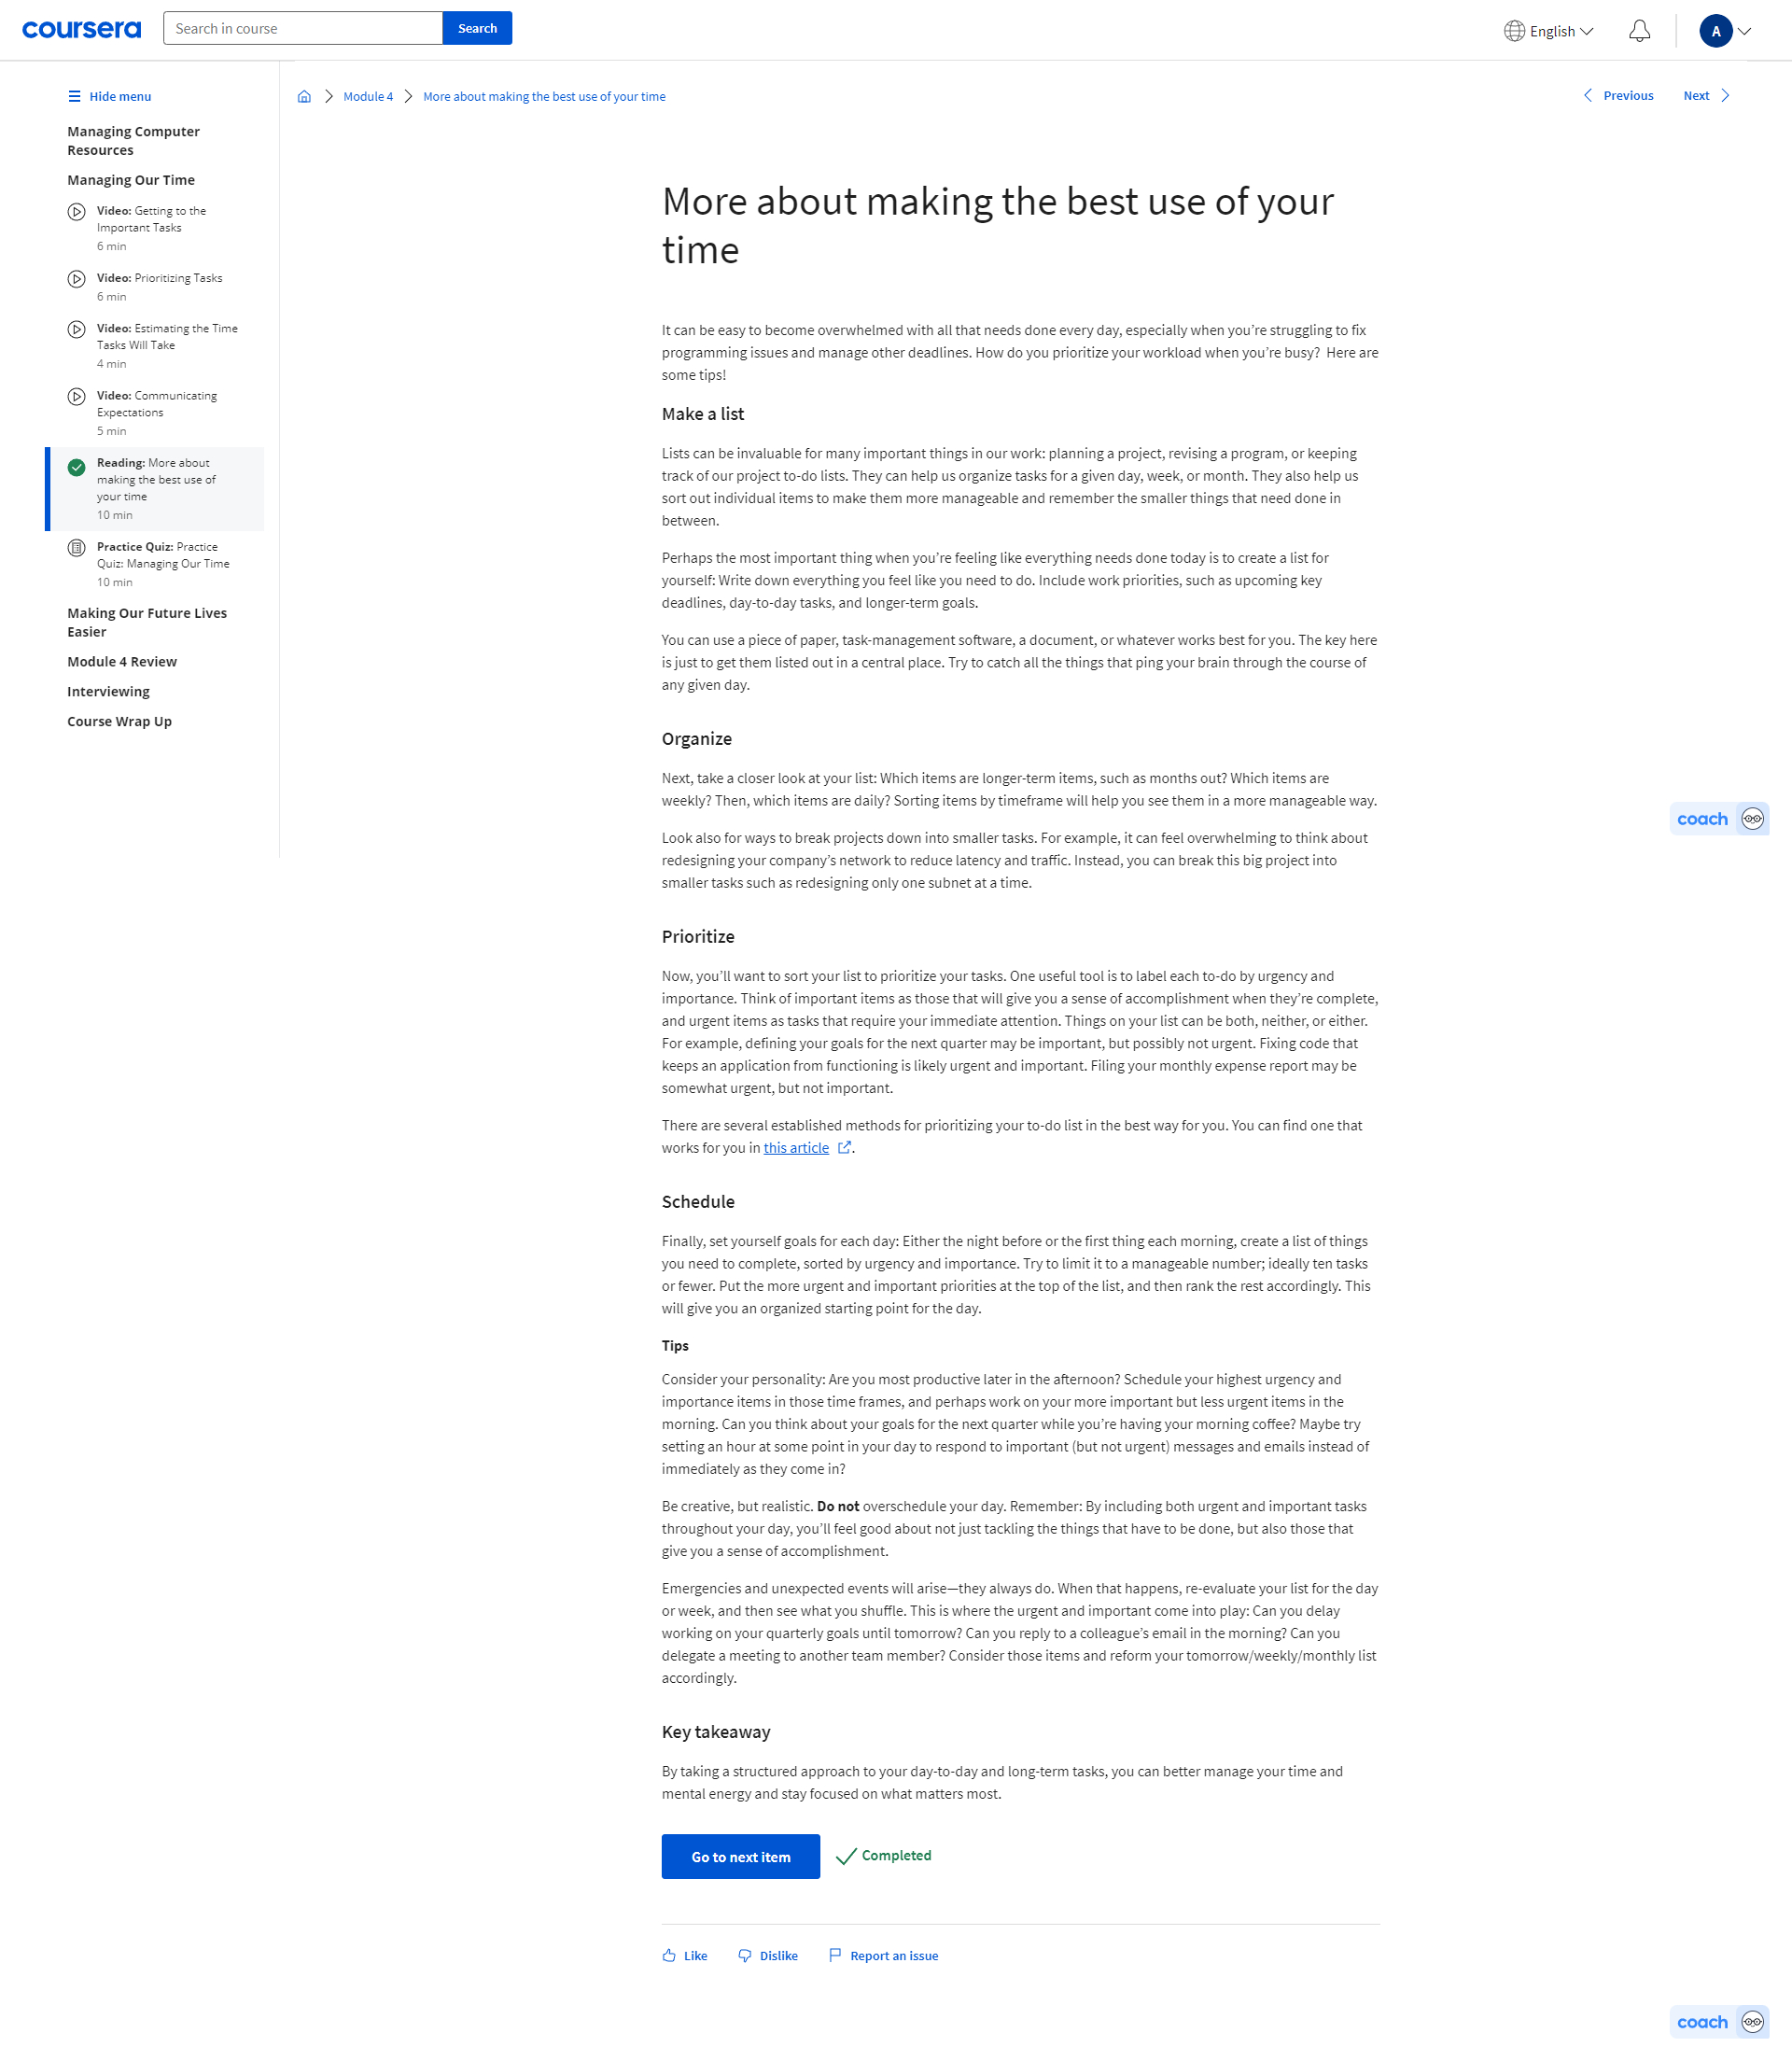 coursera
Search in course
Search
English
A
Hide menu
Managing Computer
Resources
Managing Our Time
Video: Getting to the
Important Tasks
6 min
Video: Prioritizing Tasks
6 min
Video: Estimating the Time
Tasks Will Take
4 min
Video: Communicating
Expectations
5 min
Reading: More about
making the best use of
your time
10 min
Practice Quiz: Practice
Quiz: Managing Our Time
10 min
Making Our Future Lives
Easier
Module 4 Review
Interviewing
Course Wrap Up
Module 4
More about making the best use of your time
Previous
Next
More about making the best use of your
time
It can be easy to become overwhelmed with all that needs done every day, especially when you’re struggling to fix
programming issues and manage other deadlines. How do you prioritize your workload when you’re busy?  Here are
some tips!
Make a list
Lists can be invaluable for many important things in our work: planning a project, revising a program, or keeping
track of our project to-do lists. They can help us organize tasks for a given day, week, or month. They also help us
sort out individual items to make them more manageable and remember the smaller things that need done in
between.
Perhaps the most important thing when you’re feeling like everything needs done today is to create a list for
yourself: Write down everything you feel like you need to do. Include work priorities, such as upcoming key
deadlines, day-to-day tasks, and longer-term goals.
You can use a piece of paper, task-management software, a document, or whatever works best for you. The key here
is just to get them listed out in a central place. Try to catch all the things that ping your brain through the course of
any given day.
Organize
Next, take a closer look at your list: Which items are longer-term items, such as months out? Which items are
weekly? Then, which items are daily? Sorting items by timeframe will help you see them in a more manageable way.
Look also for ways to break projects down into smaller tasks. For example, it can feel overwhelming to think about
redesigning your company’s network to reduce latency and traffic. Instead, you can break this big project into
smaller tasks such as redesigning only one subnet at a time.
coach
Prioritize
Now, you’ll want to sort your list to prioritize your tasks. One useful tool is to label each to-do by urgency and
importance. Think of important items as those that will give you a sense of accomplishment when they’re complete,
and urgent items as tasks that require your immediate attention. Things on your list can be both, neither, or either.
For example, defining your goals for the next quarter may be important, but possibly not urgent. Fixing code that
keeps an application from functioning is likely urgent and important. Filing your monthly expense report may be
somewhat urgent, but not important.
There are several established methods for prioritizing your to-do list in the best way for you. You can find one that
works for you in this article .
Schedule
Finally, set yourself goals for each day: Either the night before or the first thing each morning, create a list of things
you need to complete, sorted by urgency and importance. Try to limit it to a manageable number; ideally ten tasks
or fewer. Put the more urgent and important priorities at the top of the list, and then rank the rest accordingly. This
will give you an organized starting point for the day.
Tips
Consider your personality: Are you most productive later in the afternoon? Schedule your highest urgency and
importance items in those time frames, and perhaps work on your more important but less urgent items in the
morning. Can you think about your goals for the next quarter while you’re having your morning coffee? Maybe try
setting an hour at some point in your day to respond to important (but not urgent) messages and emails instead of
immediately as they come in?
Be creative, but realistic. Do not overschedule your day. Remember: By including both urgent and important tasks
throughout your day, you’ll feel good about not just tackling the things that have to be done, but also those that
give you a sense of accomplishment.
Emergencies and unexpected events will arise—they always do. When that happens, re-evaluate your list for the day
or week, and then see what you shuffle. This is where the urgent and important come into play: Can you delay
working on your quarterly goals until tomorrow? Can you reply to a colleague’s email in the morning? Can you
delegate a meeting to another team member? Consider those items and reform your tomorrow/weekly/monthly list
accordingly.
Key takeaway
By taking a structured approach to your day-to-day and long-term tasks, you can better manage your time and
mental energy and stay focused on what matters most.
Go to next item
Completed
Like
Dislike
Report an issue
coach